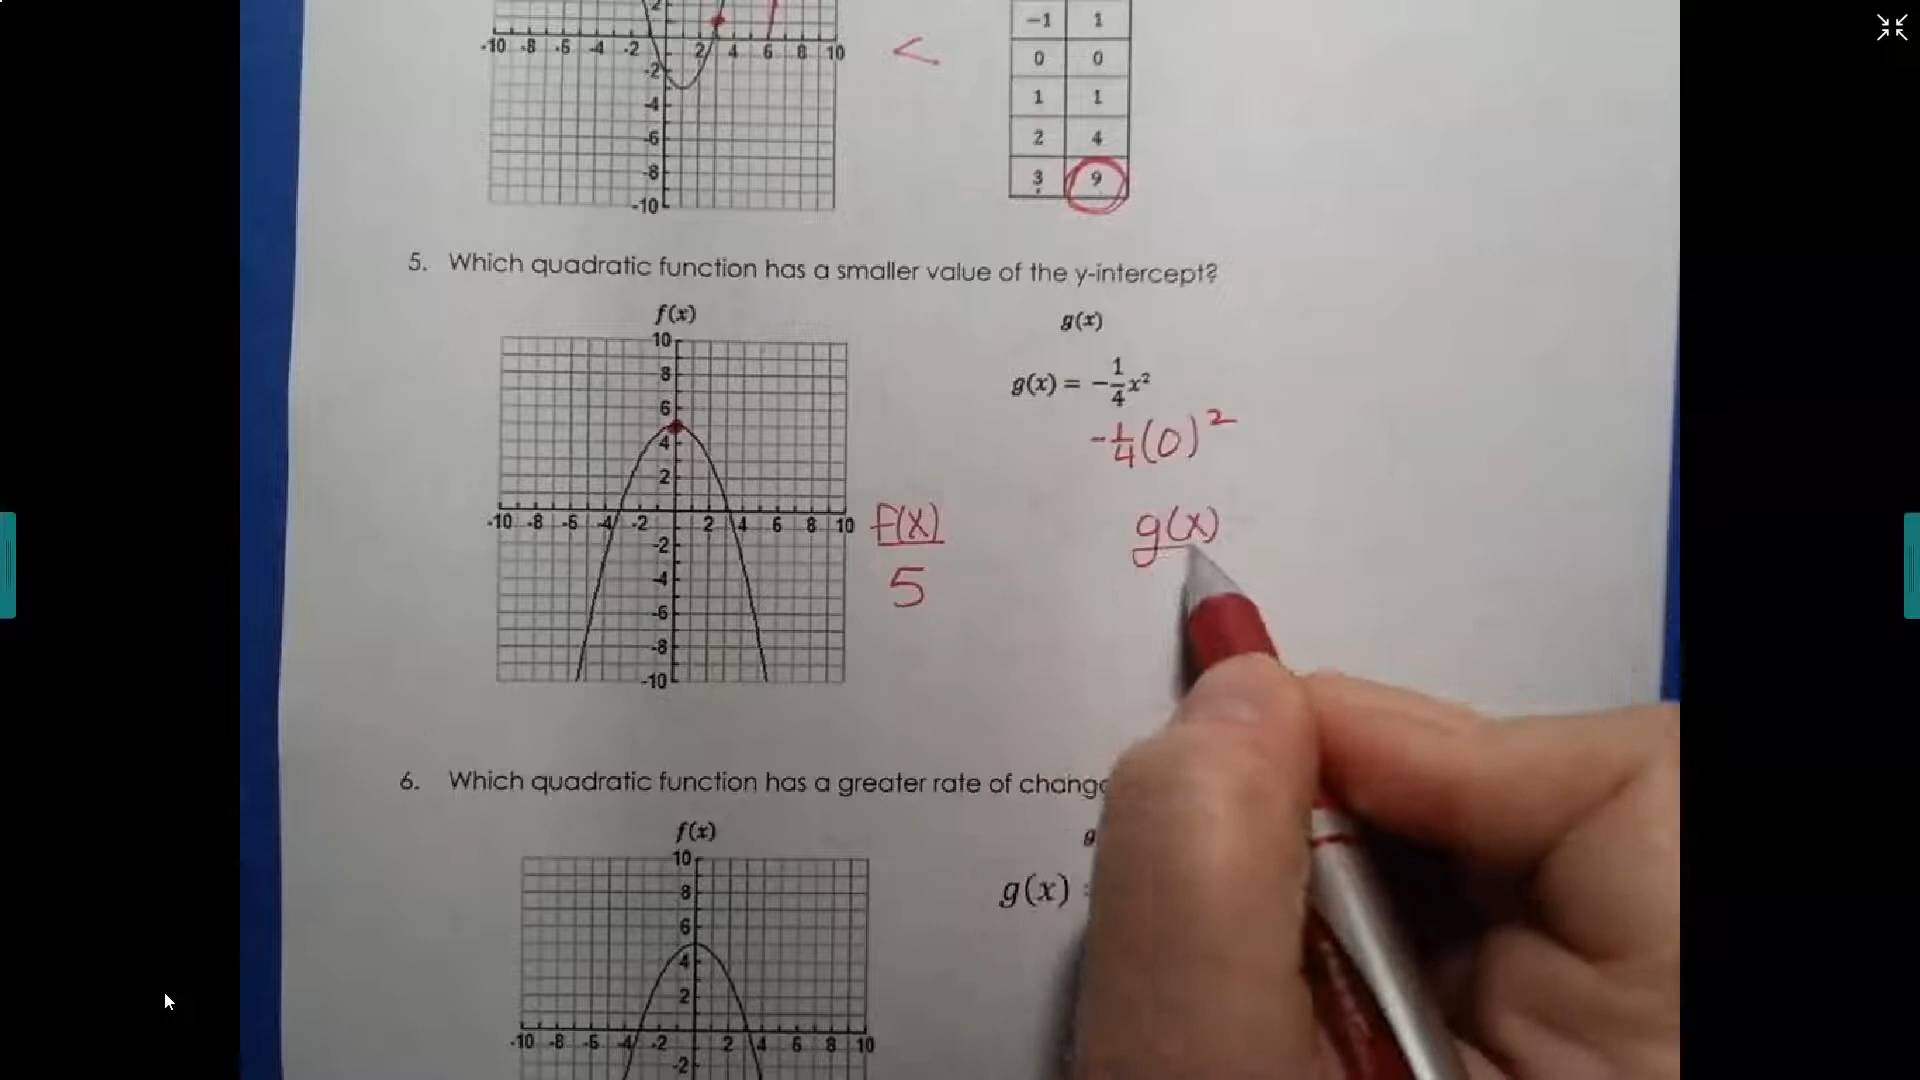 2
-10 -8 -6 -4 -2 2 4 6 8 10
-2
-4
-6
-8
-10
<
−1 1
0 0
1 1
2 4
3 9
5. Which quadratic function has a smaller value of the y-intercept?
f(x)
10
8
6
4
2
-10 -8 -6 -4 -2 2 4 6 8 10
-2
-4
-6
-8
-10
f(x)
5
g(x)
g(x) = −1/4x²
-1/4(0)²
g(x)
6. Which quadratic function has a greater rate of
f(x)
10
8
6
4
2
-10 -8 -6 -4 -2 2 4 6 8 10
-2
g(x)